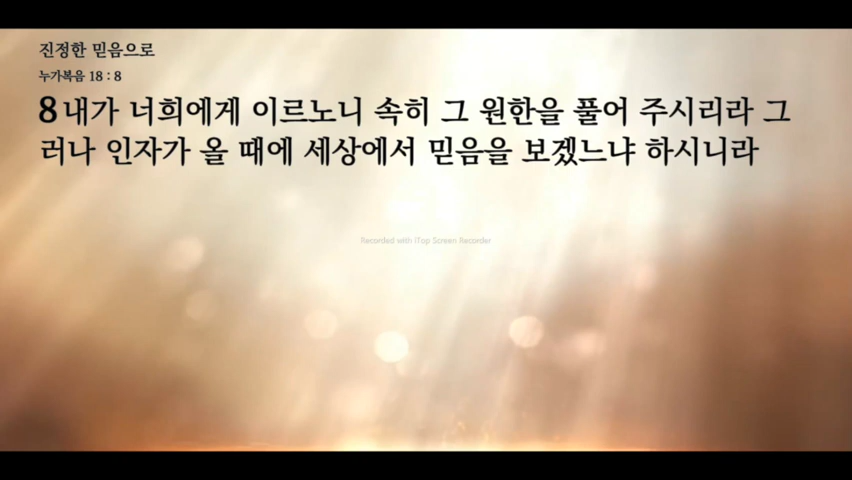 진정한 믿음으로
누가복음 18 : 8
8 내가 너희에게 이르노니 속히 그 원한을 풀어 주시리라 그
러나 인자가 올 때에 세상에서 믿음을 보겠느냐 하시니라
Recorded with iTop Screen Recorder